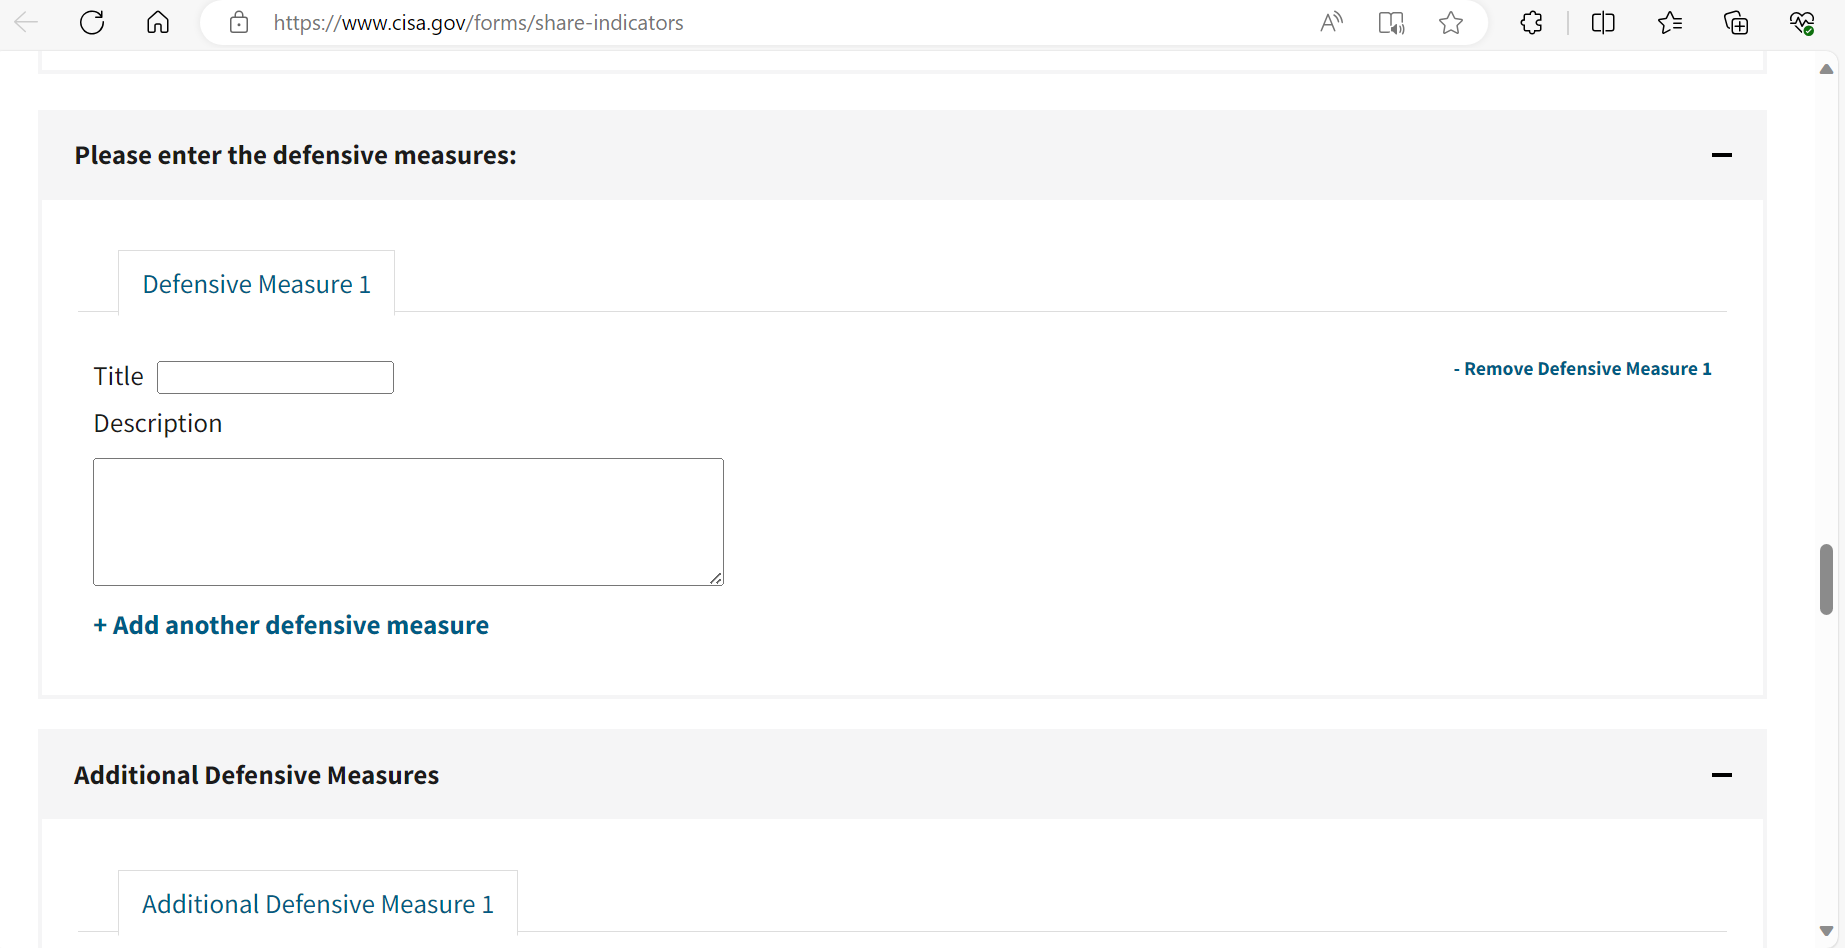 https://www.cisa.gov/forms/share-indicators
Please enter the defensive measures:
Defensive Measure 1
Title
- Remove Defensive Measure 1
Description
+ Add another defensive measure
Additional Defensive Measures
Additional Defensive Measure 1